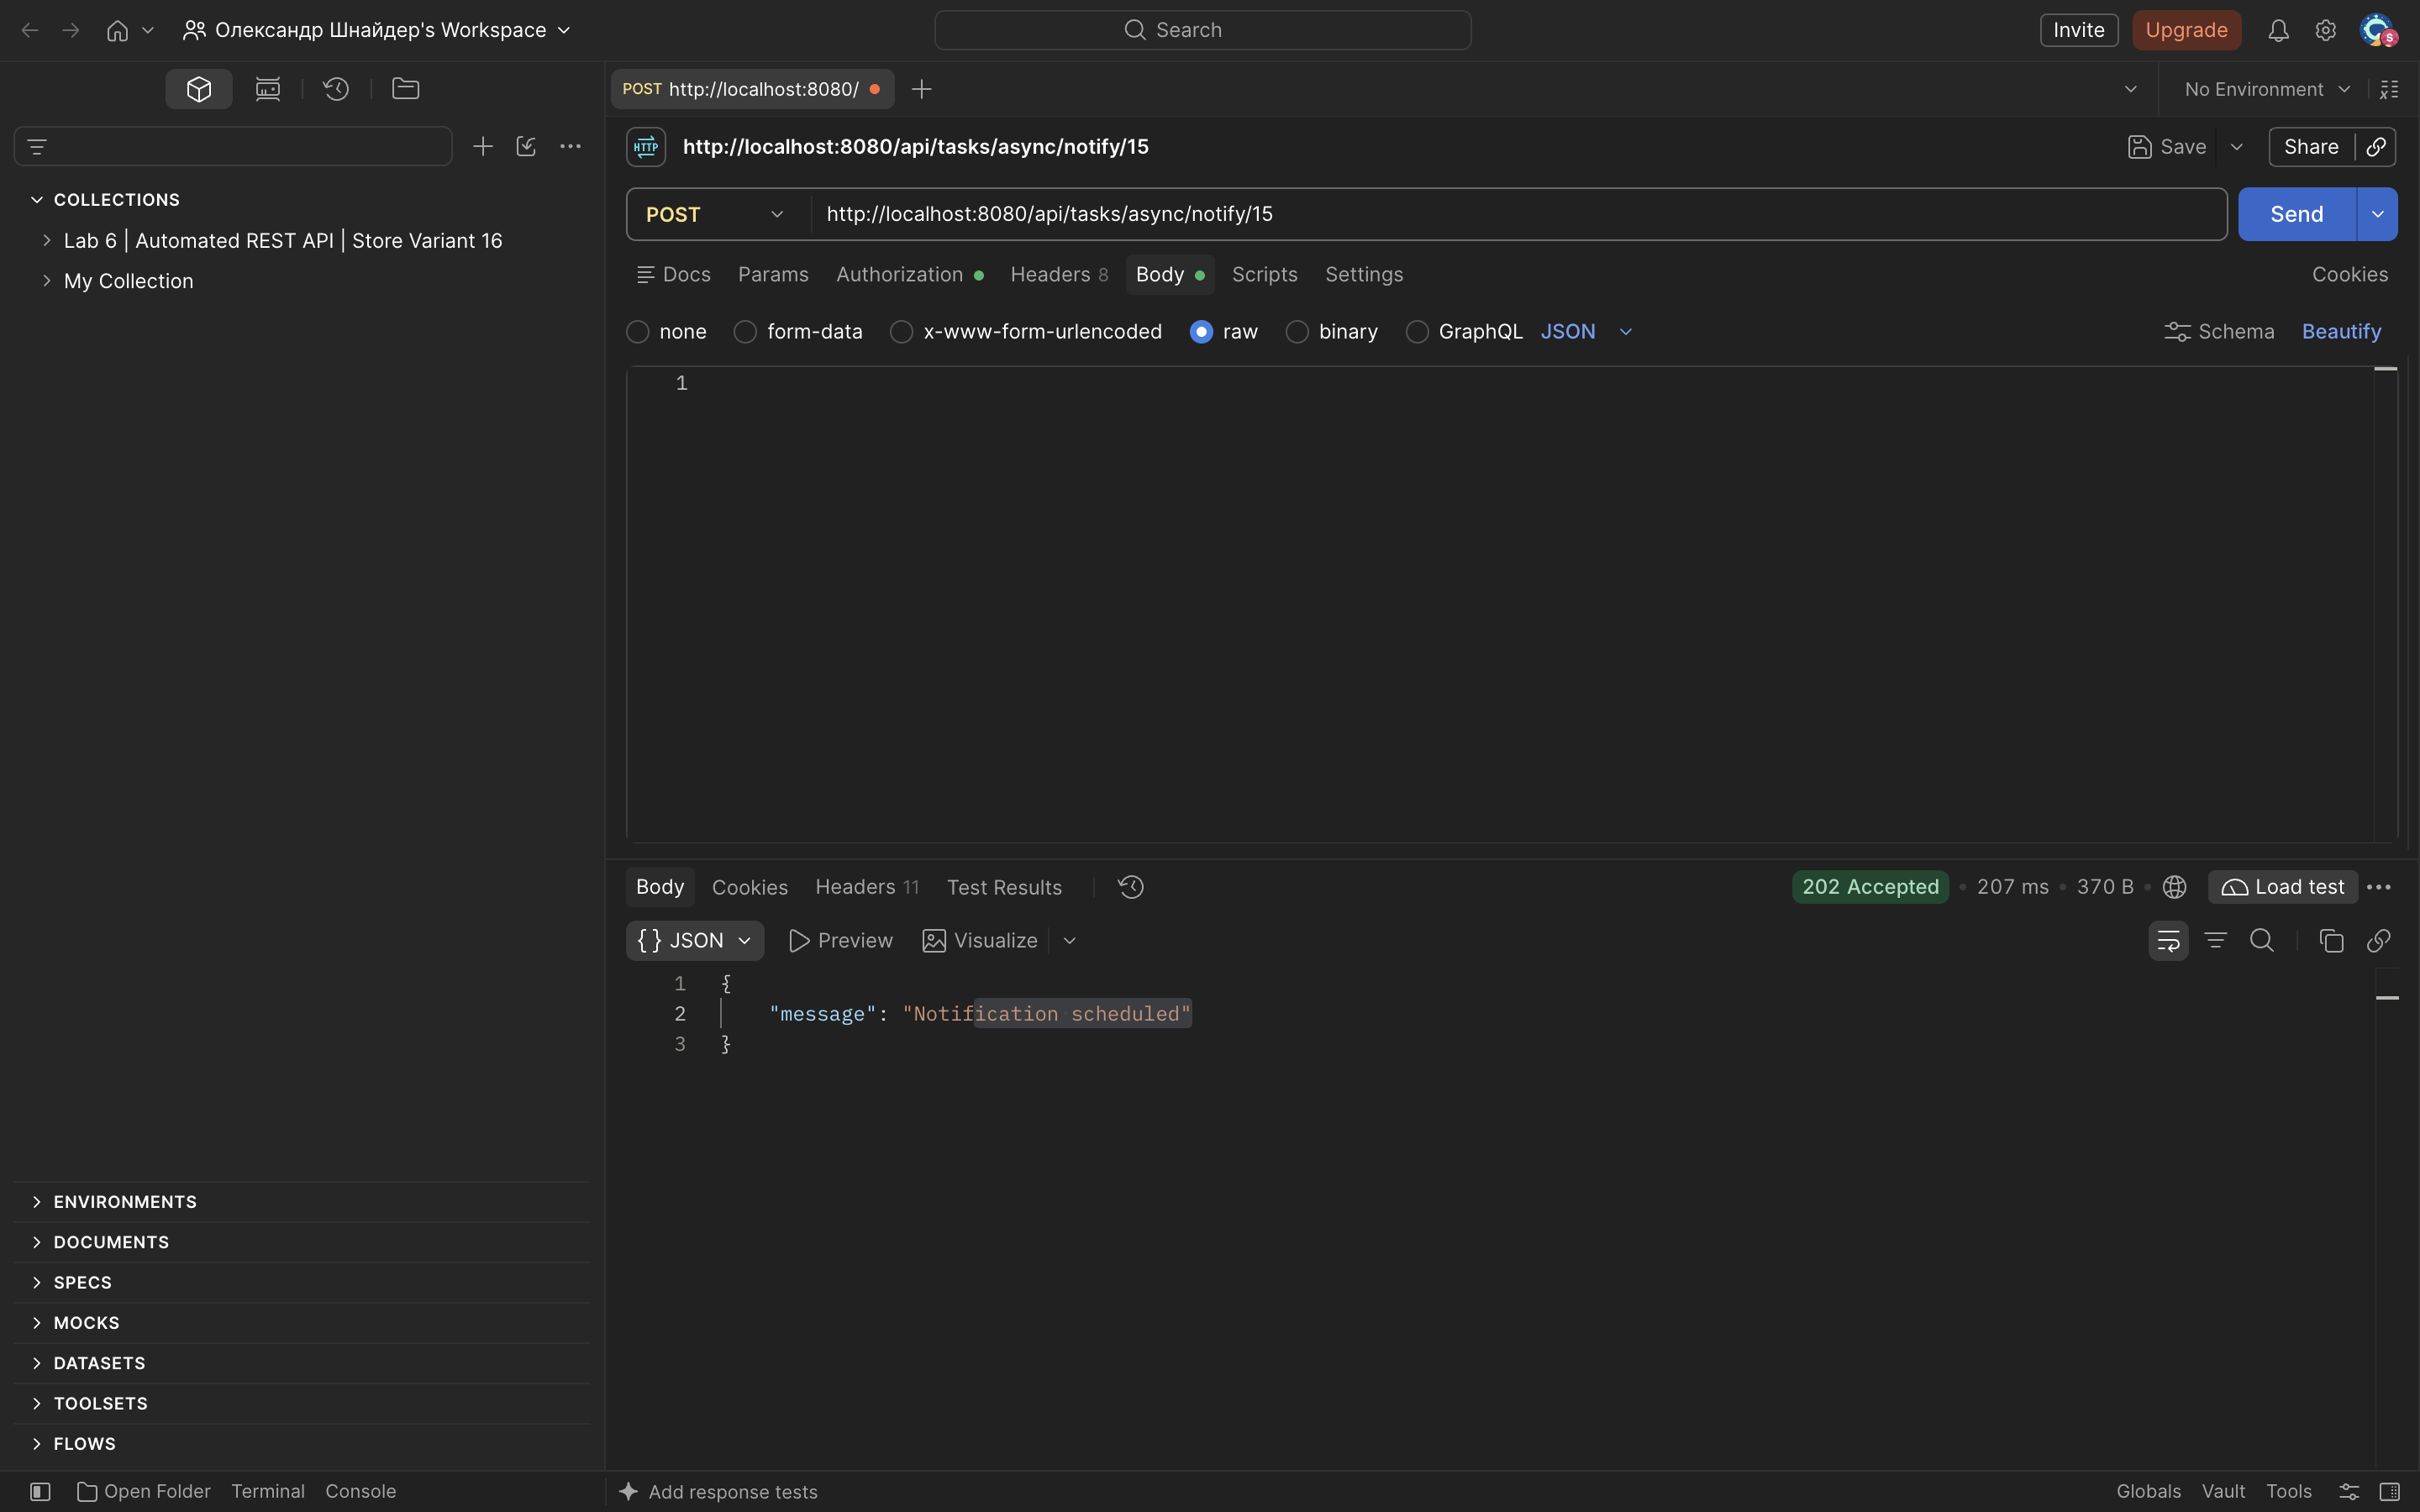 Олександр Шнайдер's Workspace
Search
Invite
Upgrade
S
POST http://localhost:8080/
No Environment
HTTP
http://localhost:8080/api/tasks/async/notify/15
Save
Share
COLLECTIONS
Lab 6 | Automated REST API | Store Variant 16
My Collection
POST
http://localhost:8080/api/tasks/async/notify/15
Send
Docs
Params
Authorization
Headers 8
Body
Scripts
Settings
Cookies
none
form-data
x-www-form-urlencoded
raw
binary
GraphQL
JSON
Schema
Beautify
1
Body
Cookies
Headers 11
Test Results
202 Accepted
207 ms
370 B
Load test
{} JSON
Preview
Visualize
1 {
2 "message": "Notification scheduled"
3 }
ENVIRONMENTS
DOCUMENTS
SPECS
MOCKS
DATASETS
TOOLSETS
FLOWS
Open Folder
Terminal
Console
Add response tests
Globals
Vault
Tools